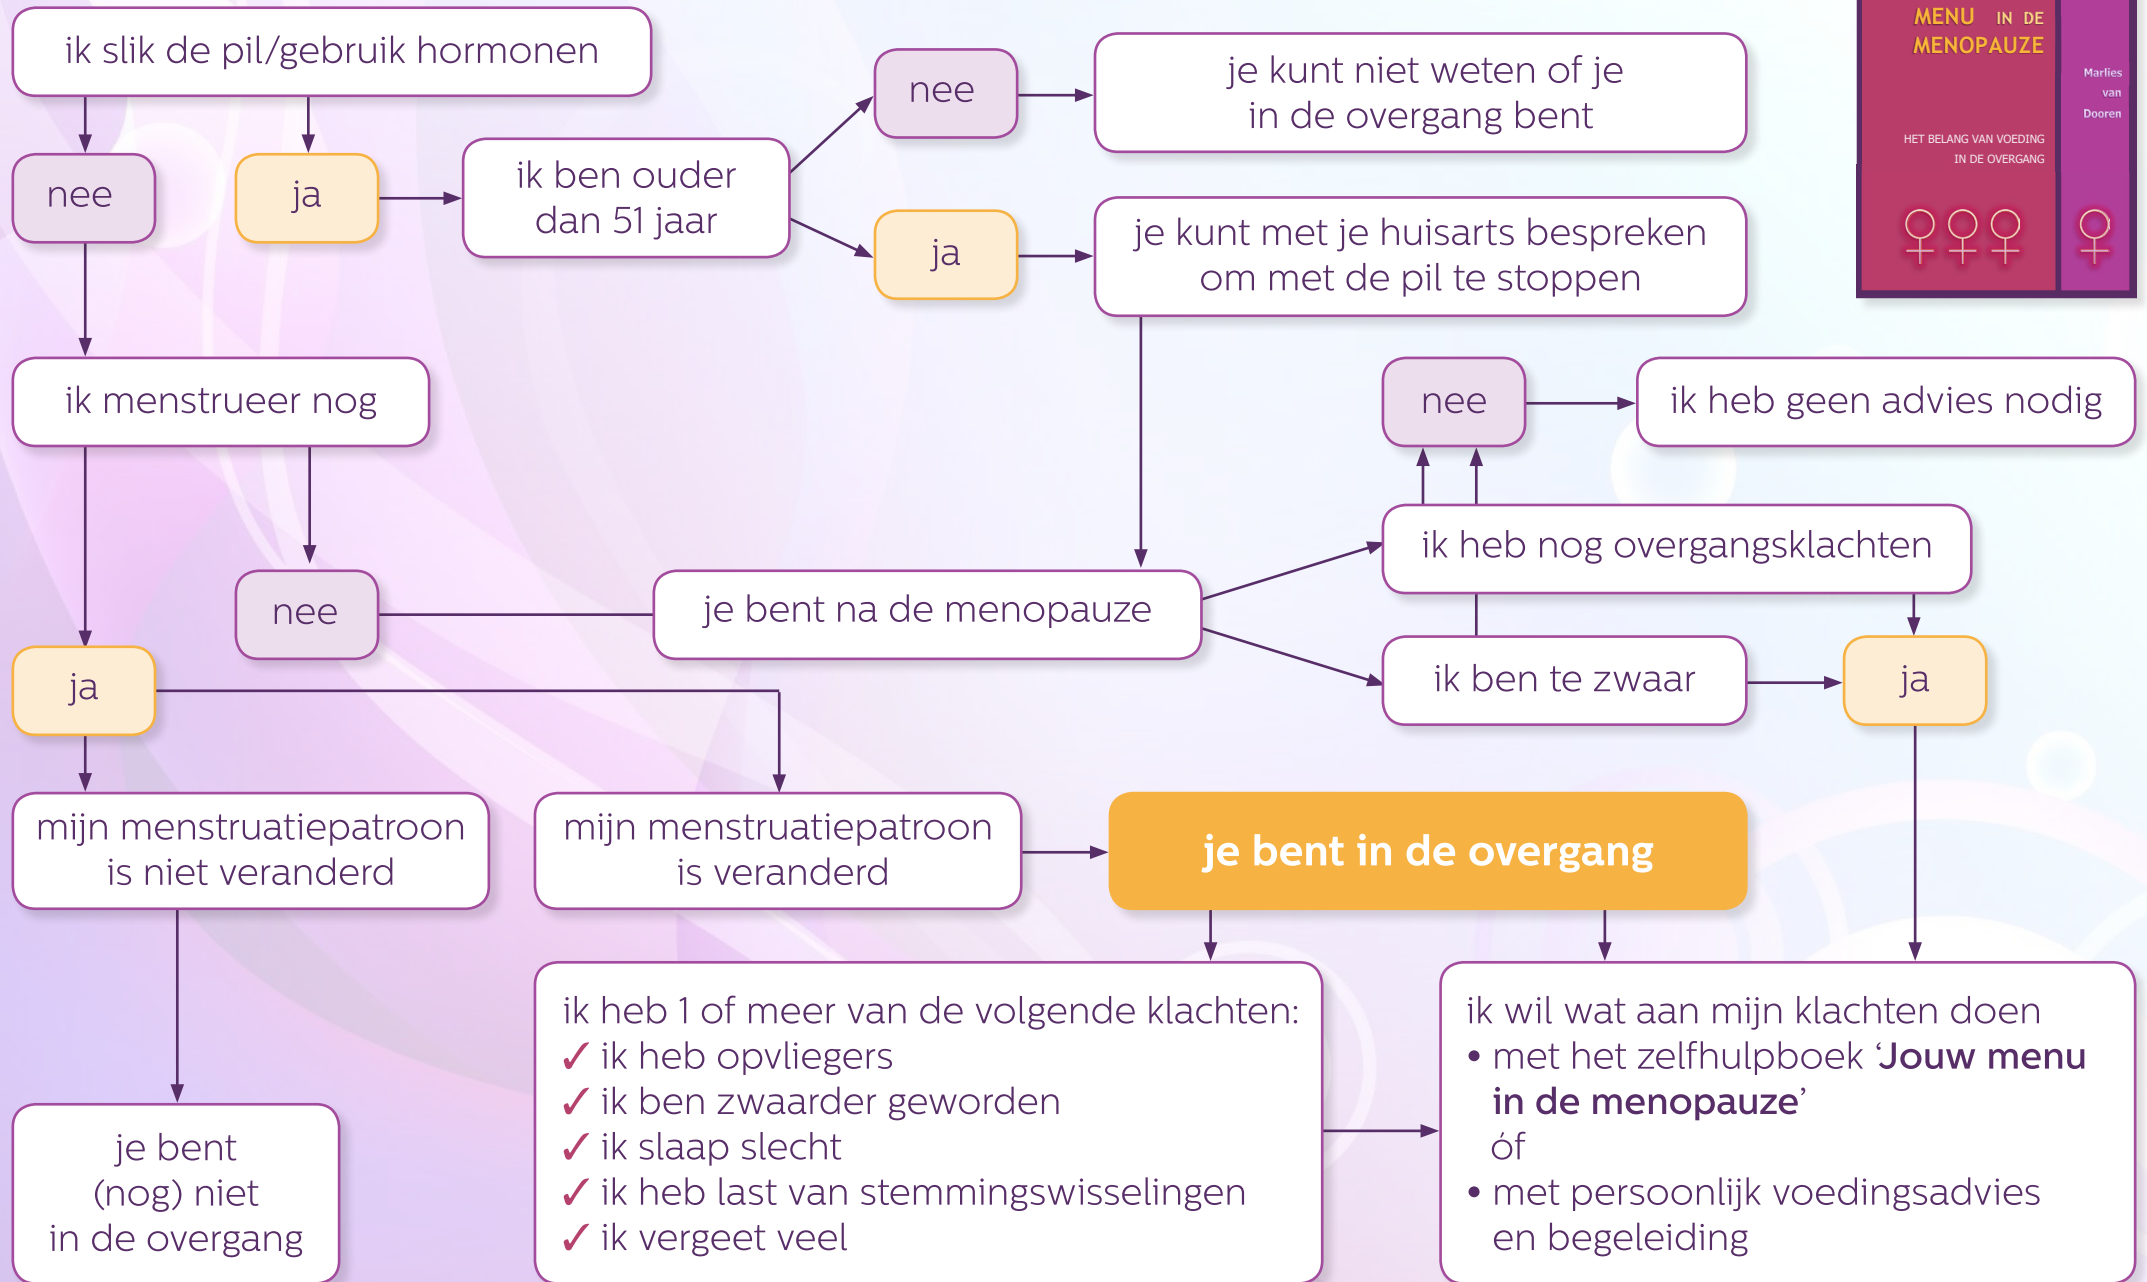 ik slik de pil/gebruik hormonen
nee
ja
ik ben ouder
dan 51 jaar
nee
je kunt niet weten of je
in de overgang bent
ja
je kunt met je huisarts bespreken
om met de pil te stoppen
MENU IN DE
MENOPAUZE
HET BELANG VAN VOEDING
IN DE OVERGANG
Marlies
van
Dooren
ik menstrueer nog
nee
ja
je bent na de menopauze
nee
ik heb geen advies nodig
ik heb nog overgangsklachten
ik ben te zwaar
ja
mijn menstruatiepatroon
is niet veranderd
mijn menstruatiepatroon
is veranderd
je bent in de overgang
je bent
(nog) niet
in de overgang
ik heb 1 of meer van de volgende klachten:
✓ ik heb opvliegers
✓ ik ben zwaarder geworden
✓ ik slaap slecht
✓ ik heb last van stemmingswisselingen
✓ ik vergeet veel
ik wil wat aan mijn klachten doen
• met het zelfhulpboek ‘Jouw menu
in de menopauze’
óf
• met persoonlijk voedingsadvies
en begeleiding